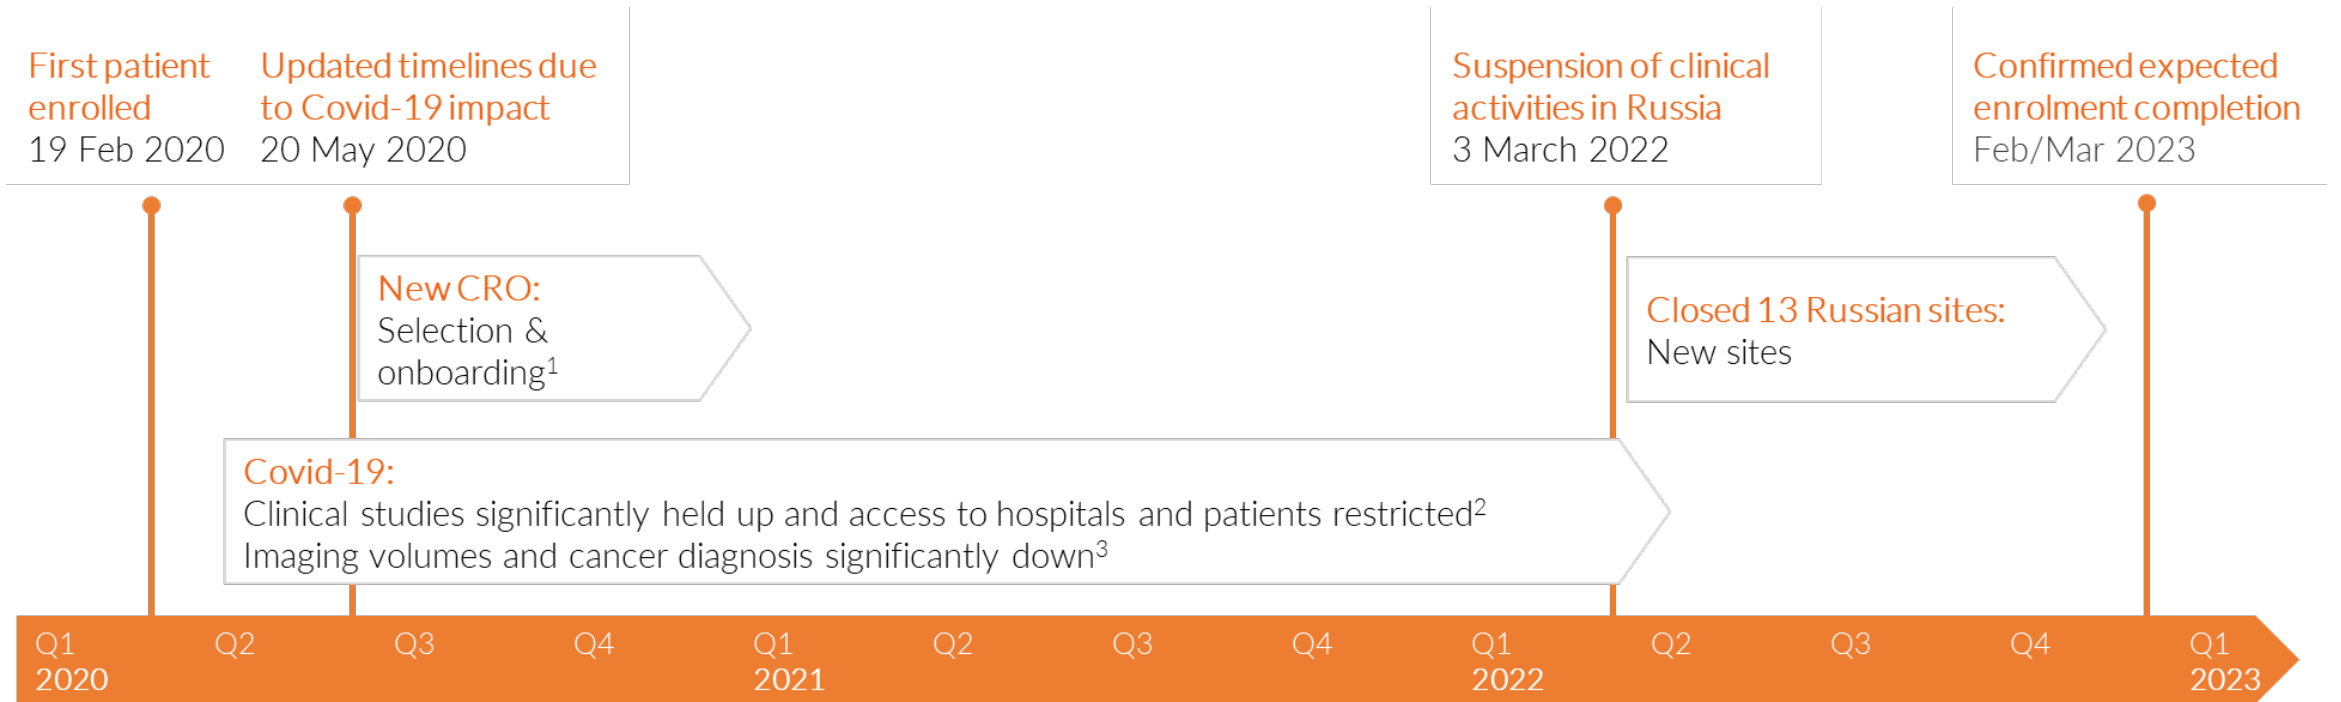 First patient
enrolled
19 Feb 2020
Updated timelines due
to Covid-19 impact
20 May 2020
Suspension of clinical
activities in Russia
3 March 2022
Confirmed expected
enrolment completion
Feb/Mar 2023
New CRO:
Selection &
onboarding¹
Closed 13 Russian sites:
New sites
Covid-19:
Clinical studies significantly held up and access to hospitals and patients restricted²
Imaging volumes and cancer diagnosis significantly down³
Q1 Q2 Q3 Q4 Q1 Q2 Q3 Q4 Q1 Q2 Q3 Q4 Q1
2020 2021 2022 2023